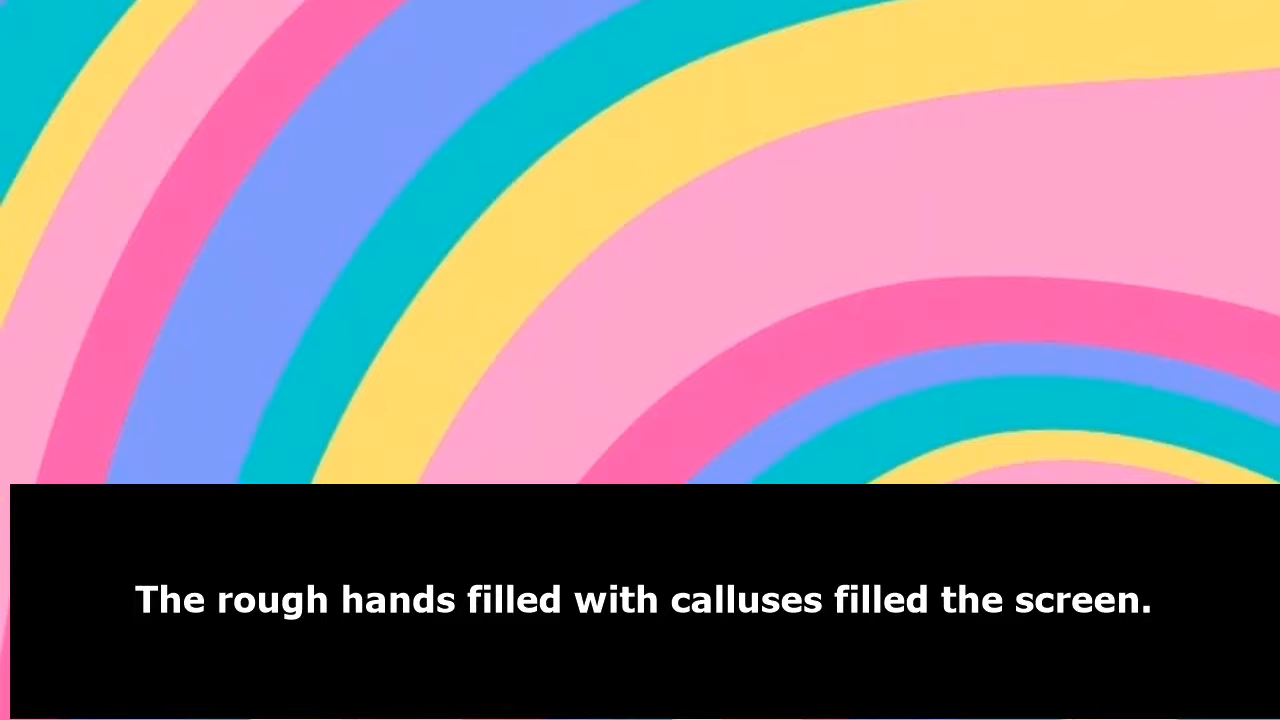 The rough hands filled with calluses filled the screen.